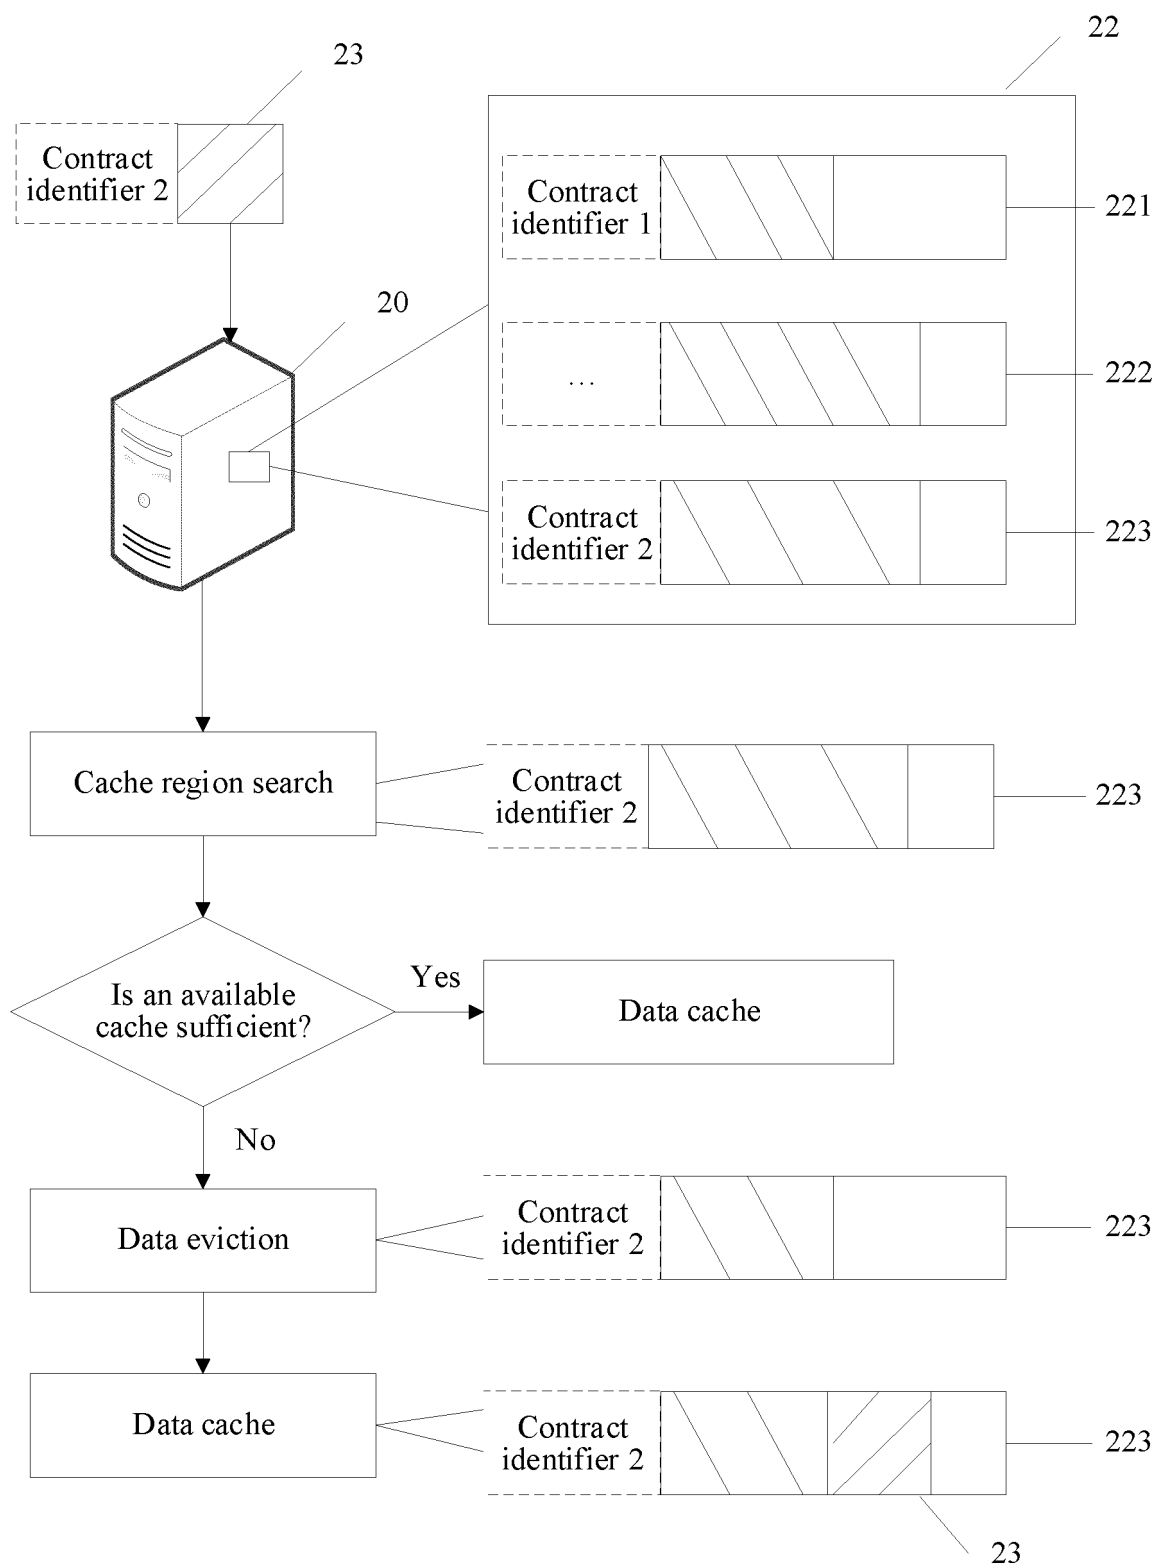 22
23
Contract
identifier 2
Contract
identifier 1
221
20
...
222
Contract
identifier 2
223
Cache region search
Contract
identifier 2
223
Is an available
cache sufficient?
Yes
Data cache
No
Data eviction
Contract
identifier 2
223
Data cache
Contract
identifier 2
223
23